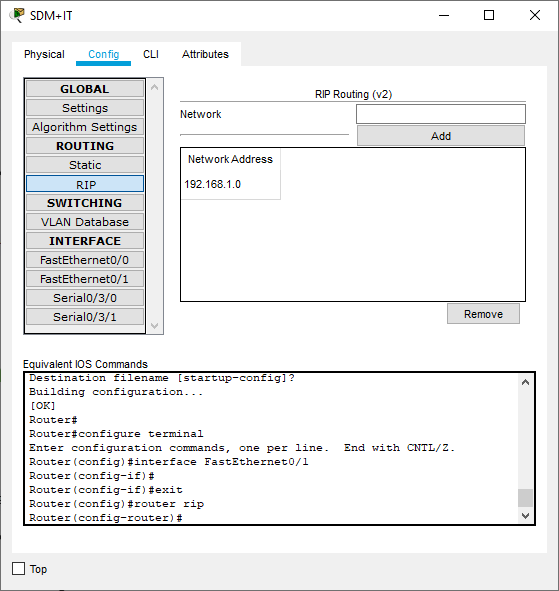 SDM+IT
Physical Config CLI Attributes
GLOBAL
Settings
Algorithm Settings
ROUTING
Static
RIP
SWITCHING
VLAN Database
INTERFACE
FastEthernet0/0
FastEthernet0/1
Serial0/3/0
Serial0/3/1
RIP Routing (v2)
Network
Add
Network Address
192.168.1.0
Remove
Equivalent IOS Commands
Destination filename [startup-config]?
Building configuration...
[OK]
Router#
Router#configure terminal
Enter configuration commands, one per line.  End with CNTL/Z.
Router(config)#interface FastEthernet0/1
Router(config-if)#
Router(config-if)#exit
Router(config)#router rip
Router(config-router)#
Top